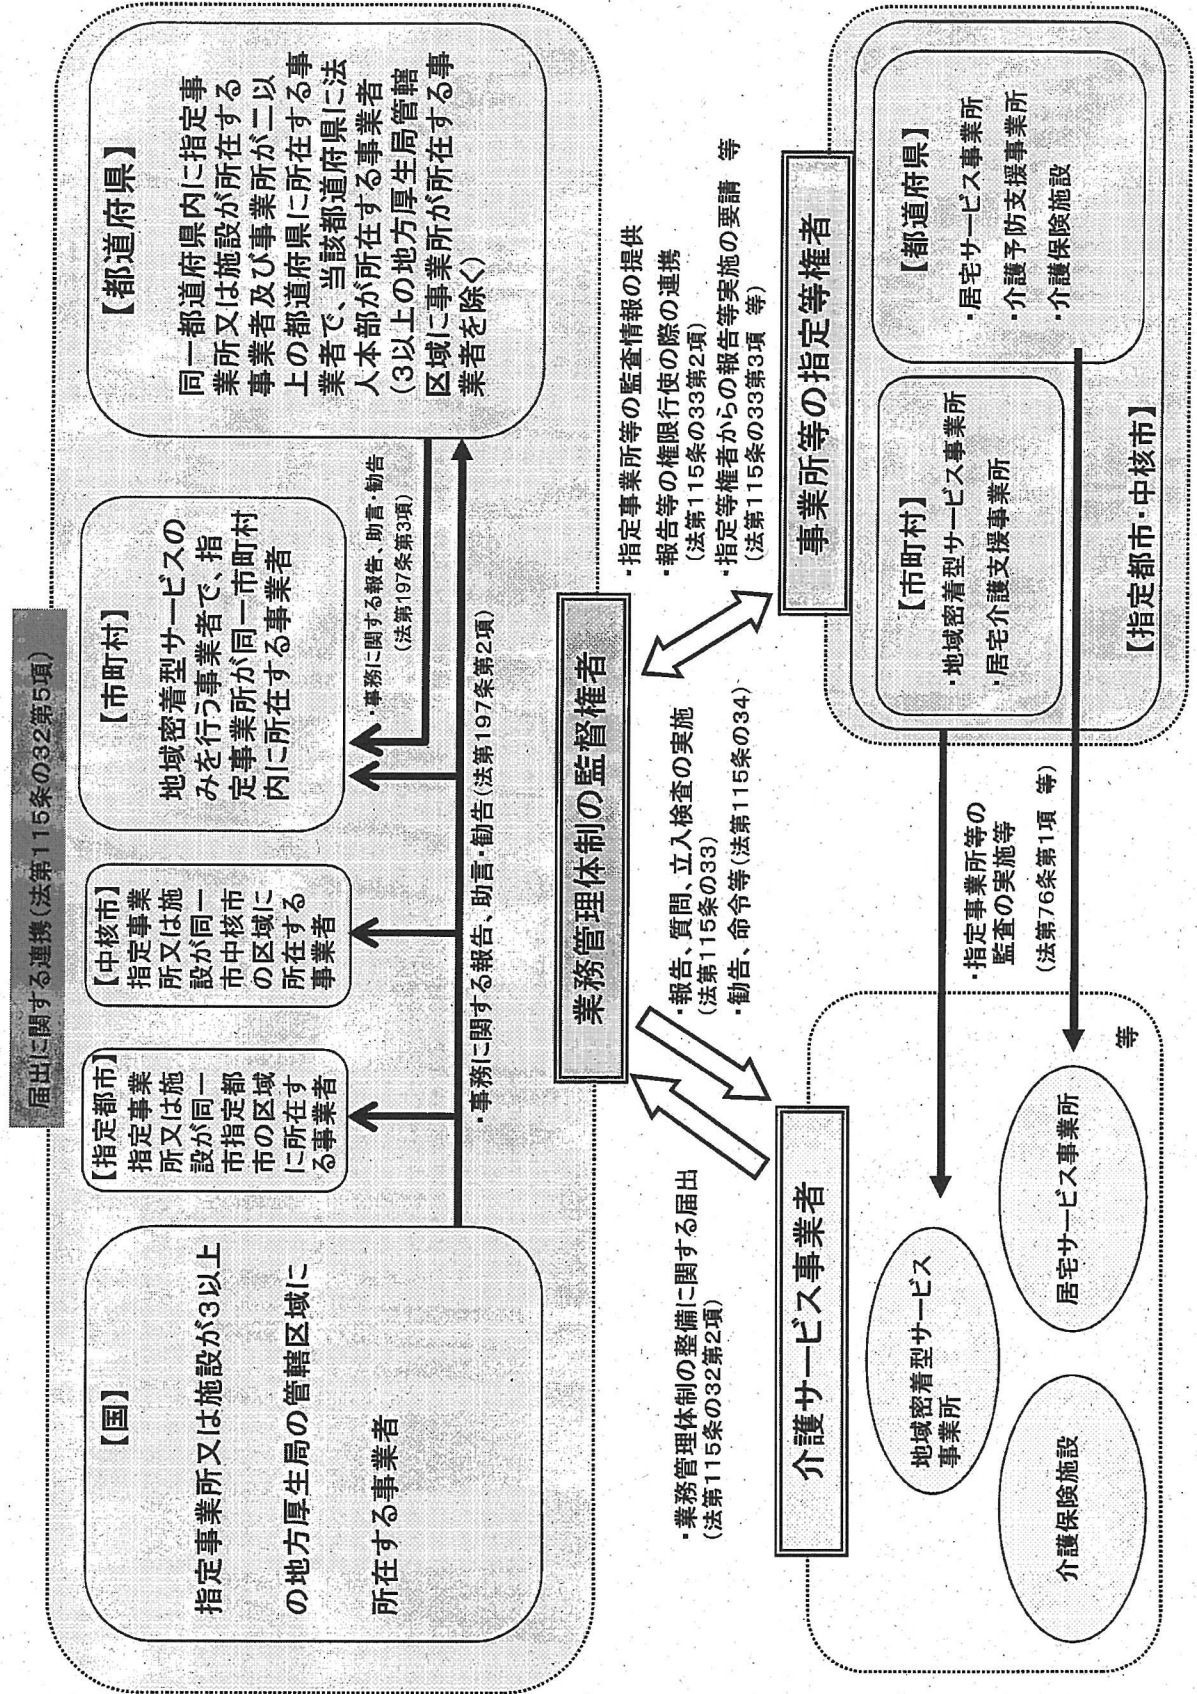 届出に関する連携(法第115条の32第5項)
【国】
指定事業所又は施設が3以上
の地方厚生局の管轄区域に
所在する事業者
【指定都市】
指定事業
所又は施
設が同一
市指定都
市の区域
に所在す
る事業者
【中核市】
指定事業
所又は施
設が同一
市中核市
の区域に
所在する
事業者
【市町村】
地域密着型サービスの
みを行う事業者で、指
定事業所が同一市町村
内に所在する事業者
【都道府県】
同一都道府県内に指定事
業所又は施設が所在する
事業者及び事業所が二以
上の都道府県に所在する事
業者で、当該都道府県に法
人本部が所在する事業者
(3以上の地方厚生局管轄
区域に事業所が所在する事
業者を除く)
・事務に関する報告、助言・勧告
(法第197条第3項)
・事務に関する報告、助言・勧告(法第197条第2項)
業務管理体制の監督権者
・業務管理体制の整備に関する届出
(法第115条の32第2項)
・報告、質問、立入検査の実施
(法第115条の33)
・勧告、命令等(法第115条の34)
・指定事業所等の監査情報の提供
・報告等の権限行使の際の連携
(法第115条の33第2項)
・指定等権者からの報告等実施の要請 等
(法第115条の33第3項 等)
介護サービス事業者
地域密着型サービス
事業所
介護保険施設
居宅サービス事業所
等
・指定事業所等の
監査の実施等
(法第76条第1項 等)
事業所等の指定等権者
【市町村】
・地域密着型サービス事業所
・居宅介護支援事業所
【都道府県】
・居宅サービス事業所
・介護予防支援事業所
・介護保険施設
【指定都市・中核市】